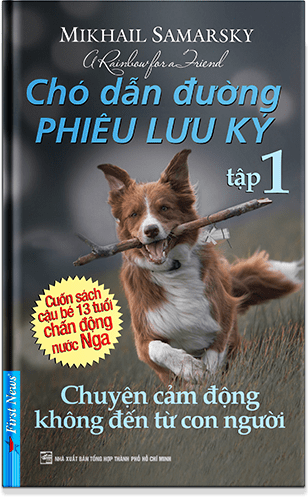 MIKHAIL SAMARSKY
A Rainbow for a Friend
Chó dẫn đường
PHIÊU LƯU KÝ
tập 1
Cuốn sách
cậu bé 13 tuổi
chấn động
nước Nga
Chuyện cảm động
không đến từ con người
First News
NHÀ XUẤT BẢN TỔNG HỢP THÀNH PHỐ HỒ CHÍ MINH